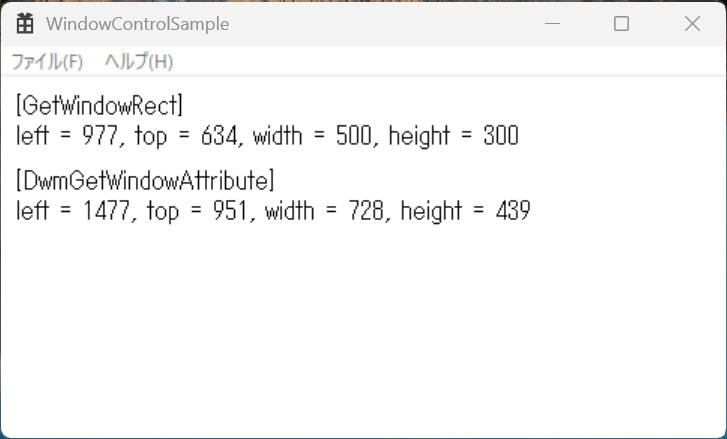 WindowControlSample
ファイル(F) ヘルプ(H)
[GetWindowRect]
left = 977, top = 634, width = 500, height = 300
[DwmGetWindowAttribute]
left = 1477, top = 951, width = 728, height = 439